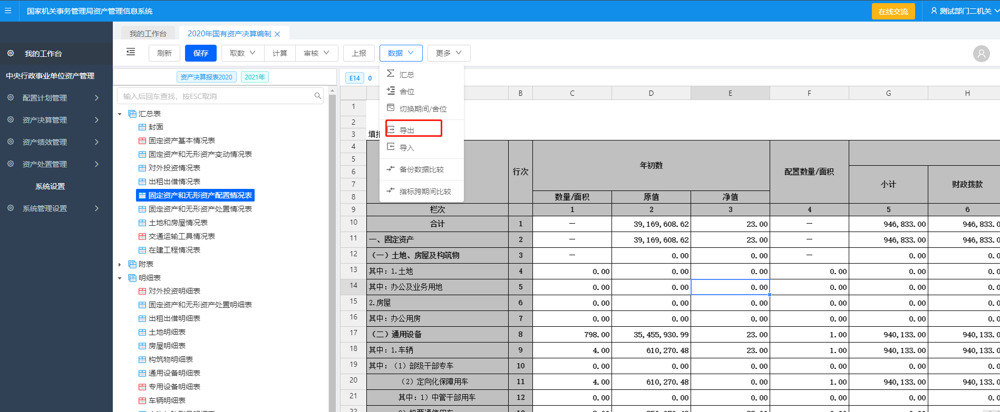 国家机关事务管理局资产管理信息系统
在线交流
测试部门二机关
我的工作台
2020年国有资产决算编制
刷新 保存 取数 计算 审核 上报 数据 更多
我的工作台
中央行政事业单位资产管理
配置计划管理
资产决算管理
资产绩效管理
资产处置管理
系统设置
系统管理设置
资产决算报表2020 2021年
输入后回车查找，按ESC取消
汇总表
封面
固定资产基本情况表
固定资产和无形资产变动情况表
对外投资情况表
出租出借情况表
固定资产和无形资产配置情况表
固定资产和无形资产处置情况表
土地和房屋情况表
交通运输工具情况表
在建工程情况表
附表
明细表
对外投资明细表
固定资产和无形资产处置明细表
出租出借明细表
土地明细表
房屋明细表
构筑物明细表
通用设备明细表
专用设备明细表
车辆明细表
汇总
舍位
切换期间/舍位
导出
导入
备份数据比较
指标跨期间比较
E14 0
B C D E F G H
1
2
3 填
4
5
6
7
8
行次 年初数 配置数量/面积 小计 财政拨款
数量/面积 原值 净值
9 栏次 1 2 3 4 5 6
10 合计 1 — 39,169,608.62 23.00 — 946,833.00 946,833.0
11 一、固定资产 2 — 39,169,608.62 23.00 — 946,833.00 946,833.0
12 （一）土地、房屋及构筑物 3 — 0.00 0.00 — 0.00 0.0
13 其中：1.土地 4 0.00 0.00 0.00 0.00 0.00 0.0
14 其中：办公及业务用地 5 0.00 0.00 0.00 0.00 0.00 0.0
15 2.房屋 6 0.00 0.00 0.00 0.00 0.00 0.0
16 其中：办公用房 7 0.00 0.00 0.00 0.00 0.00 0.0
17 （二）通用设备 8 798.00 35,455,930.99 23.00 1.00 940,133.00 940,133.0
18 其中：1.车辆 9 4.00 610,270.48 23.00 1.00 940,133.00 940,133.0
19 其中：（1）部级干部专车 10 0.00 0.00 0.00 0.00 0.00 0.0
20 （2）定向化保障用车 11 4.00 610,270.48 0.00 1.00 940,133.00 940,133.0
21 其中：1）中管干部用车 12 0.00 0.00 0.00 0.00 0.00 0.0
22